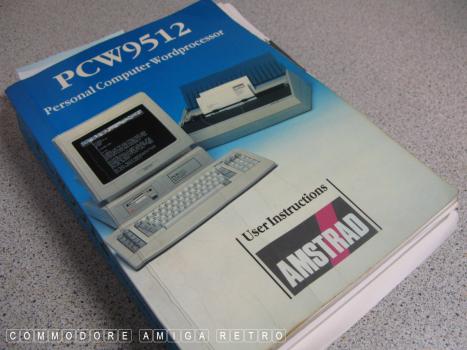 PCW9512
Personal Computer Wordprocessor
User Instructions
AMSTRAD
COMMODORE AMIGA RETRO